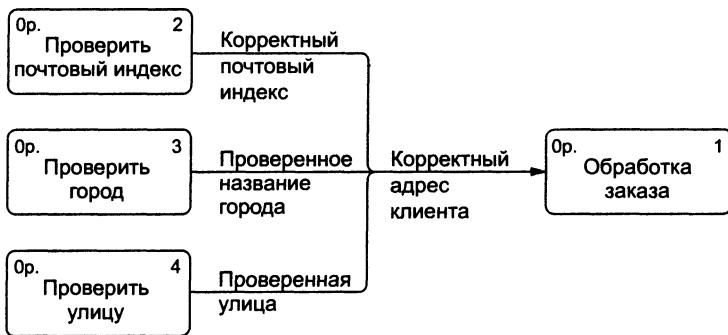 0р. 2
Проверить
почтовый индекс
Корректный
почтовый
индекс
0р. 3
Проверить
город
Проверенное
название
города
Корректный
адрес
клиента
0р. 1
Обработка
заказа
0р. 4
Проверить
улицу
Проверенная
улица